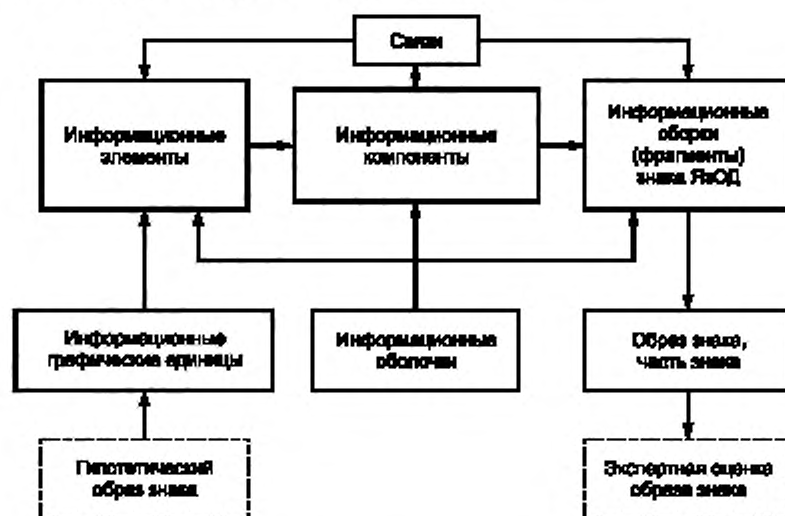 Связи
Информационные
элементы
Информационные
компоненты
Информационные
сборки
(фрагменты)
знака ЯзОД
Информационные
графические единицы
Информационные
оболочки
Образ знака,
часть знака
Гипотетический
образ знака
Экспертная оценка
образа знака